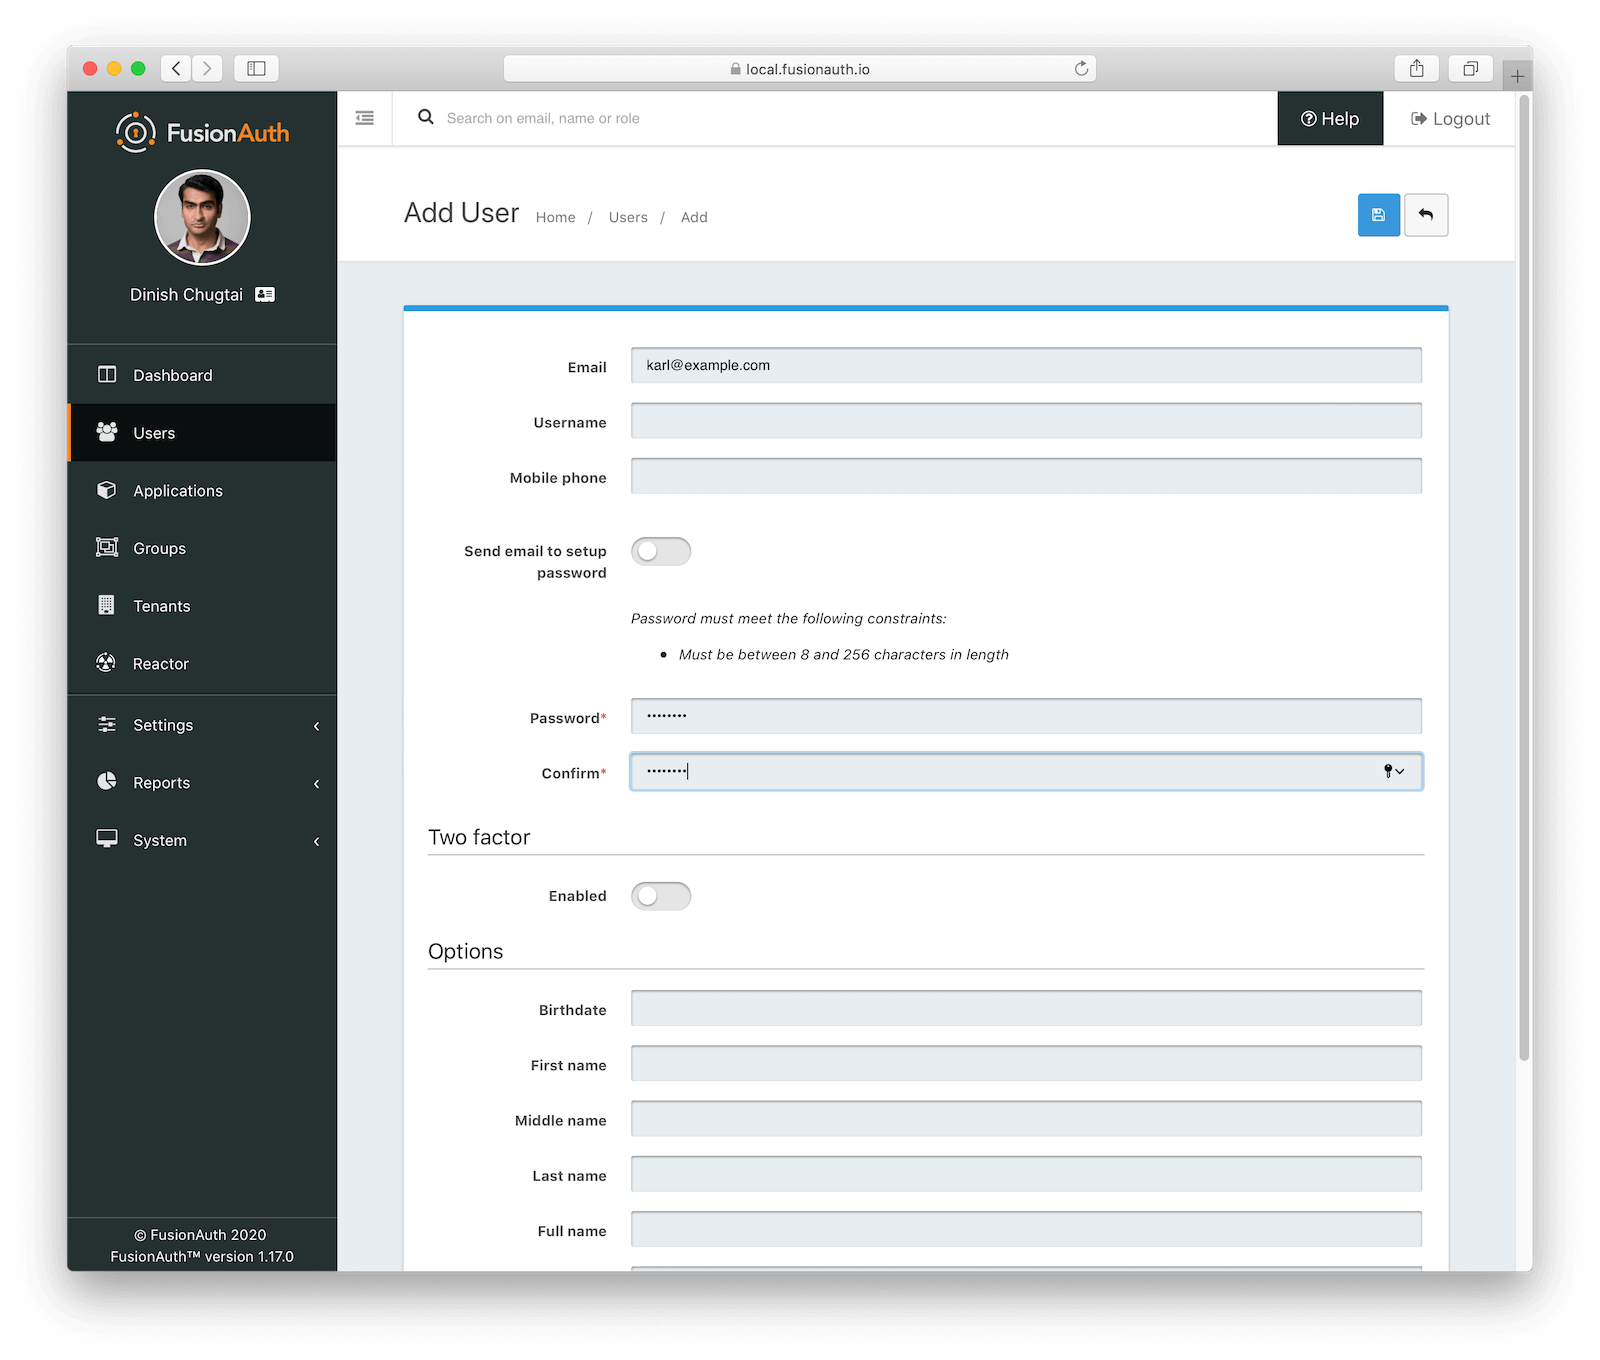 local.fusionauth.io
FusionAuth
Search on email, name or role
Help
Logout
Dinish Chugtai
Dashboard
Users
Applications
Groups
Tenants
Reactor
Settings
Reports
System
© FusionAuth 2020
FusionAuth™ version 1.17.0
Add User
Home / Users / Add
Email
karl@example.com
Username
Mobile phone
Send email to setup
password
Password must meet the following constraints:
• Must be between 8 and 256 characters in length
Password*
••••••••
Confirm*
••••••••
Two factor
Enabled
Options
Birthdate
First name
Middle name
Last name
Full name